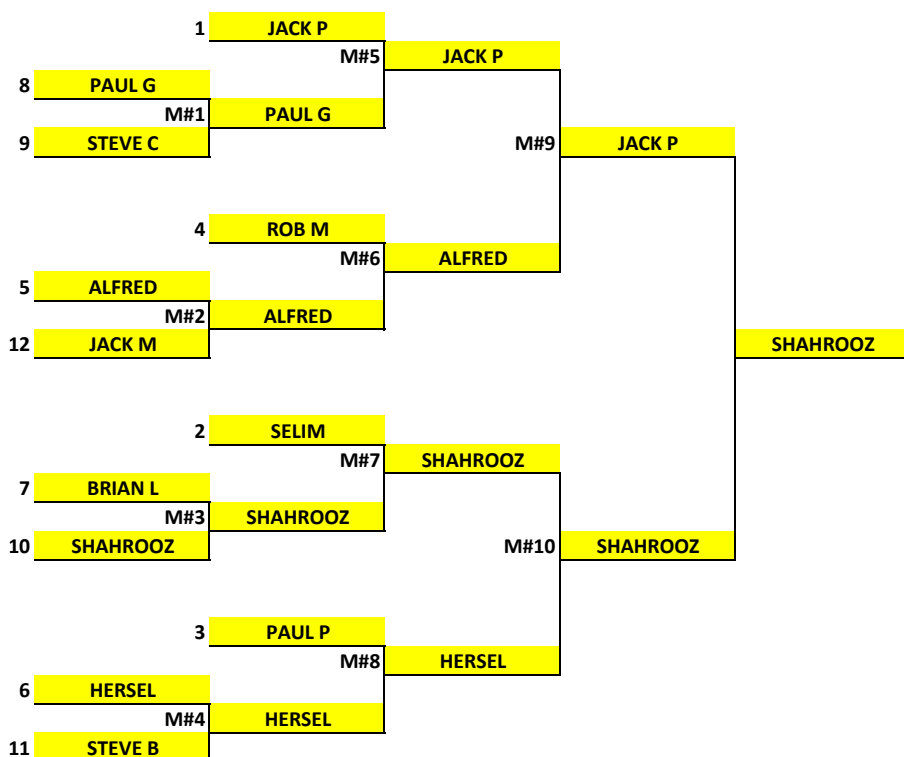 1 JACK P
M#5 JACK P
8 PAUL G
M#1 PAUL G
9 STEVE C
M#9 JACK P
4 ROB M
M#6 ALFRED
5 ALFRED
M#2 ALFRED
12 JACK M
SHAHROOZ
2 SELIM
M#7 SHAHROOZ
7 BRIAN L
M#3 SHAHROOZ
10 SHAHROOZ
M#10 SHAHROOZ
3 PAUL P
M#8 HERSEL
6 HERSEL
M#4 HERSEL
11 STEVE B